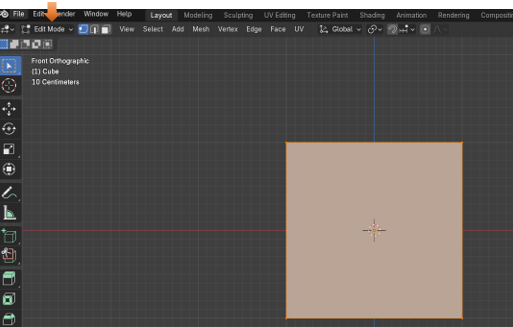 File Edit Render Window Help Layout Modeling Sculpting UV Editing Texture Paint Shading Animation Rendering
Edit Mode View Select Add Mesh Vertex Edge Face UV Global
Front Orthographic
(1) Cube
10 Centimeters